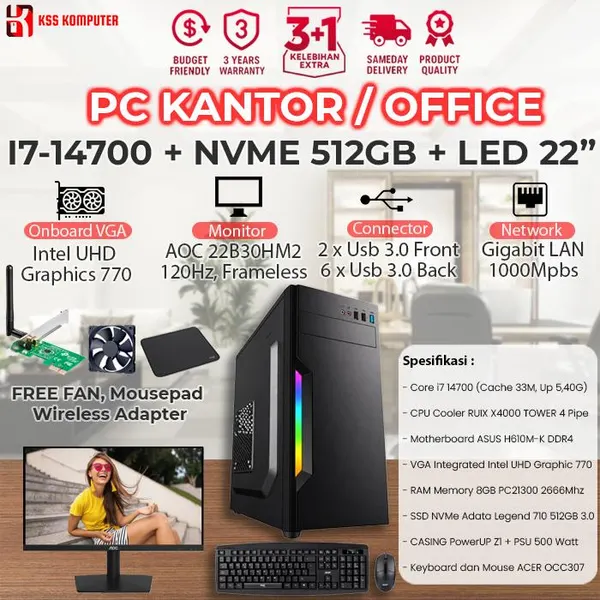 KSS KOMPUTER
BUDGET
FRIENDLY
3
YEARS
3 YEARS
WARRANTY
3+1
KELEBIHAN
EXTRA
SAMEDAY
DELIVERY
PRODUCT
QUALITY
PC KANTOR / OFFICE
I7-14700 + NVME 512GB + LED 22”
Onboard VGA
Intel UHD
Graphics 770
Monitor
AOC 22B30HM2
120Hz, Frameless
Connector
2 x Usb 3.0 Front
6 x Usb 3.0 Back
Network
Gigabit LAN
1000Mpbs
FREE FAN, Mousepad
Wireless Adapter
AOC
Spesifikasi :
- Core i7 14700 (Cache 33M, Up 5,40G)
- CPU Cooler RUIX X4000 TOWER 4 Pipe
- Motherboard ASUS H610M-K DDR4
- VGA Integrated Intel UHD Graphic 770
- RAM Memory 8GB PC21300 2666Mhz
- SSD NVMe Adata Legend 710 512GB 3.0
- CASING PowerUP Z1 + PSU 500 Watt
- Keyboard dan Mouse ACER OCC307